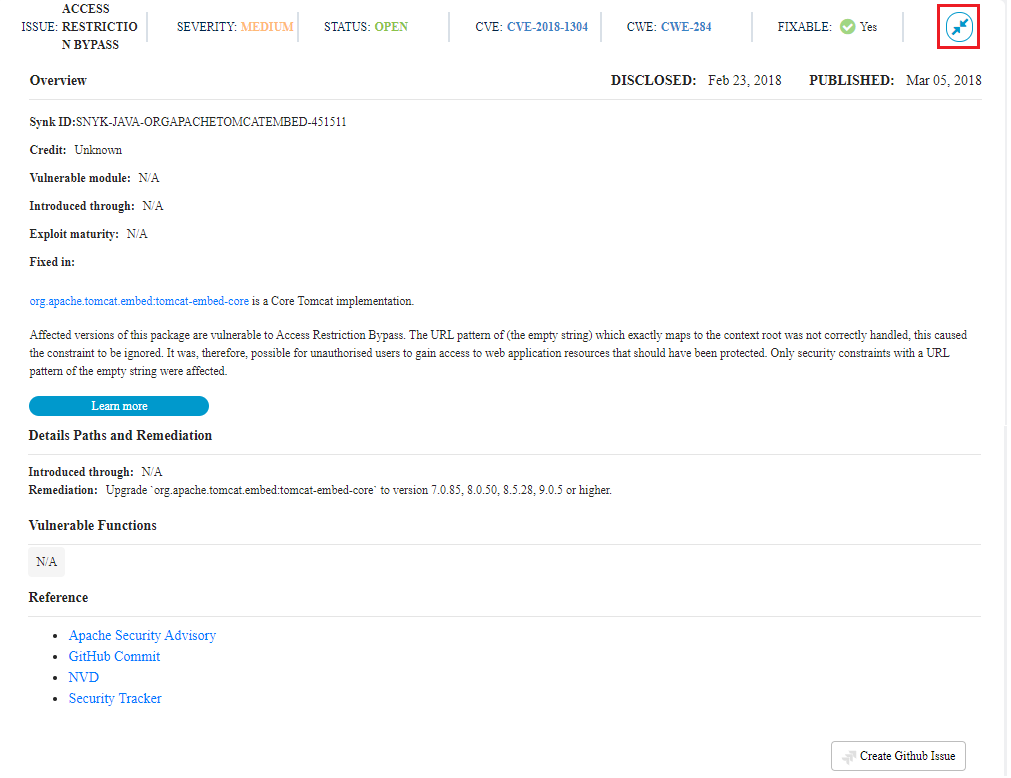 ISSUE: ACCESS RESTRICTIO N BYPASS SEVERITY: MEDIUM STATUS: OPEN CVE: CVE-2018-1304 CWE: CWE-284 FIXABLE: Yes
Overview DISCLOSED: Feb 23, 2018 PUBLISHED: Mar 05, 2018
Synk ID:SNYK-JAVA-ORGAPACHETOMCATEMBED-451511
Credit: Unknown
Vulnerable module: N/A
Introduced through: N/A
Exploit maturity: N/A
Fixed in:
org.apache.tomcat.embed:tomcat-embed-core is a Core Tomcat implementation.
Affected versions of this package are vulnerable to Access Restriction Bypass. The URL pattern of (the empty string) which exactly maps to the context root was not correctly handled, this caused
the constraint to be ignored. It was, therefore, possible for unauthorised users to gain access to web application resources that should have been protected. Only security constraints with a URL
pattern of the empty string were affected.
Learn more
Details Paths and Remediation
Introduced through: N/A
Remediation: Upgrade `org.apache.tomcat.embed:tomcat-embed-core` to version 7.0.85, 8.0.50, 8.5.28, 9.0.5 or higher.
Vulnerable Functions
N/A
Reference
• Apache Security Advisory
• GitHub Commit
• NVD
• Security Tracker
Create Github Issue